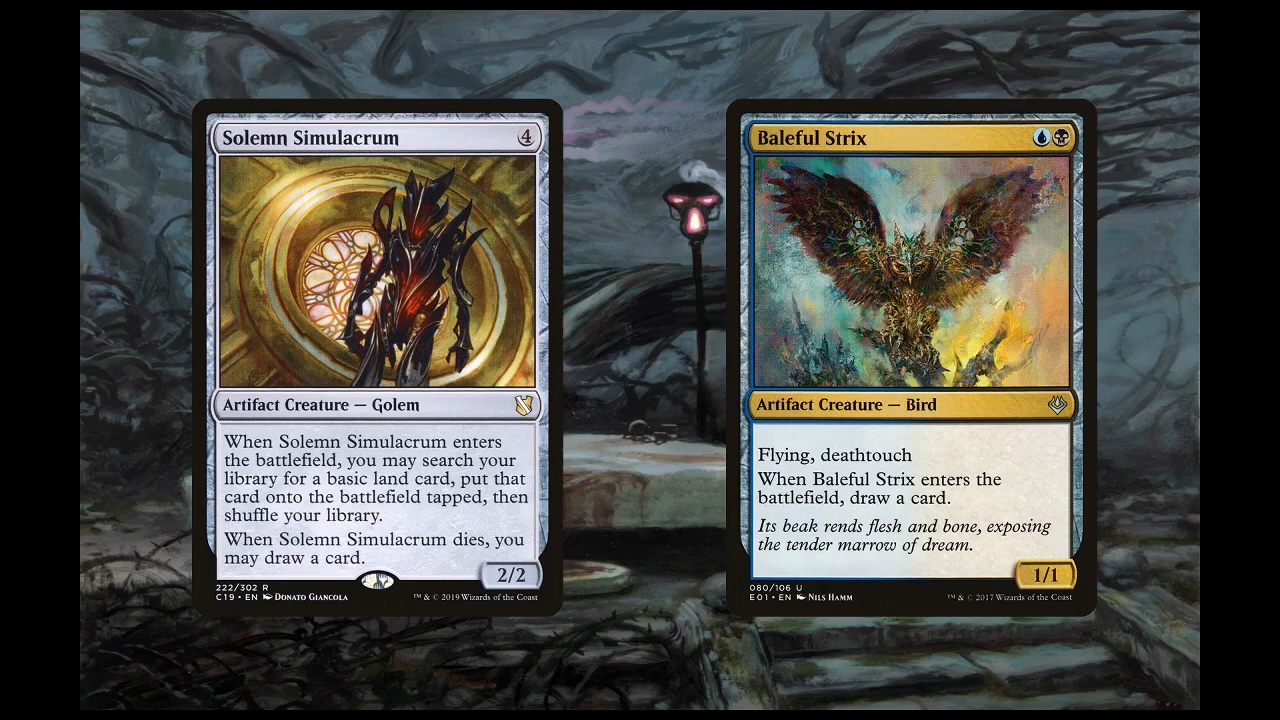 Solemn Simulacrum 4
Artifact Creature — Golem
When Solemn Simulacrum enters
the battlefield, you may search your
library for a basic land card, put that
card onto the battlefield tapped, then
shuffle your library.
When Solemn Simulacrum dies, you
may draw a card.
2/2
222/302 R
C19 • EN Donato Giancola ™ & © 2019 Wizards of the Coast
Baleful Strix
Artifact Creature — Bird
Flying, deathtouch
When Baleful Strix enters the
battlefield, draw a card.
Its beak rends flesh and bone, exposing
the tender marrow of dream.
1/1
080/106 U
E01 • EN Nils Hamm ™ & © 2017 Wizards of the Coast